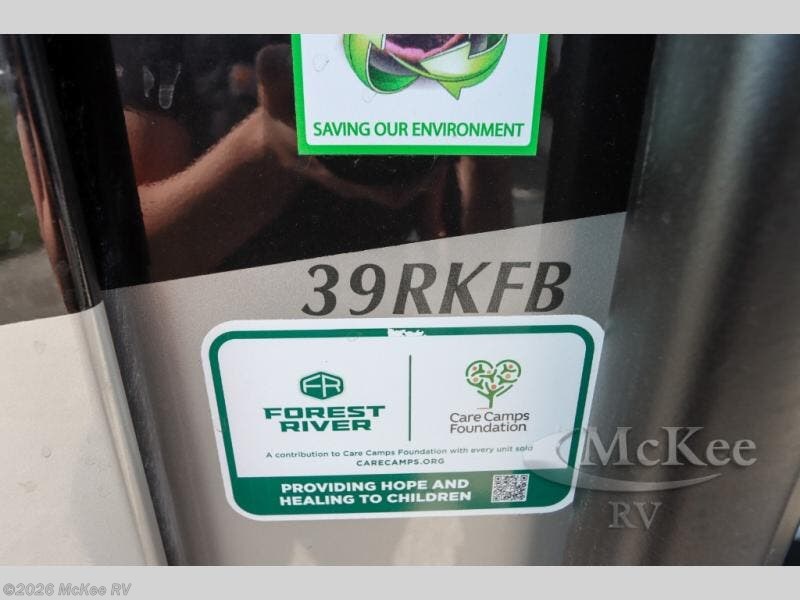 SAVING OUR ENVIRONMENT
39RKFB
FR
FOREST
RIVER
Care Camps
Foundation
A contribution to Care Camps Foundation with every unit sold
CARECAMPS.ORG
PROVIDING HOPE AND
HEALING TO CHILDREN
McKee
RV
©2026 McKee RV